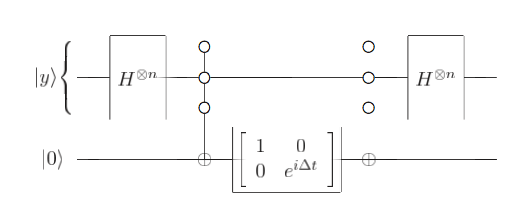 |y⟩ H⊗n H⊗n
|0⟩ 1 0
0 e^{iΔt}